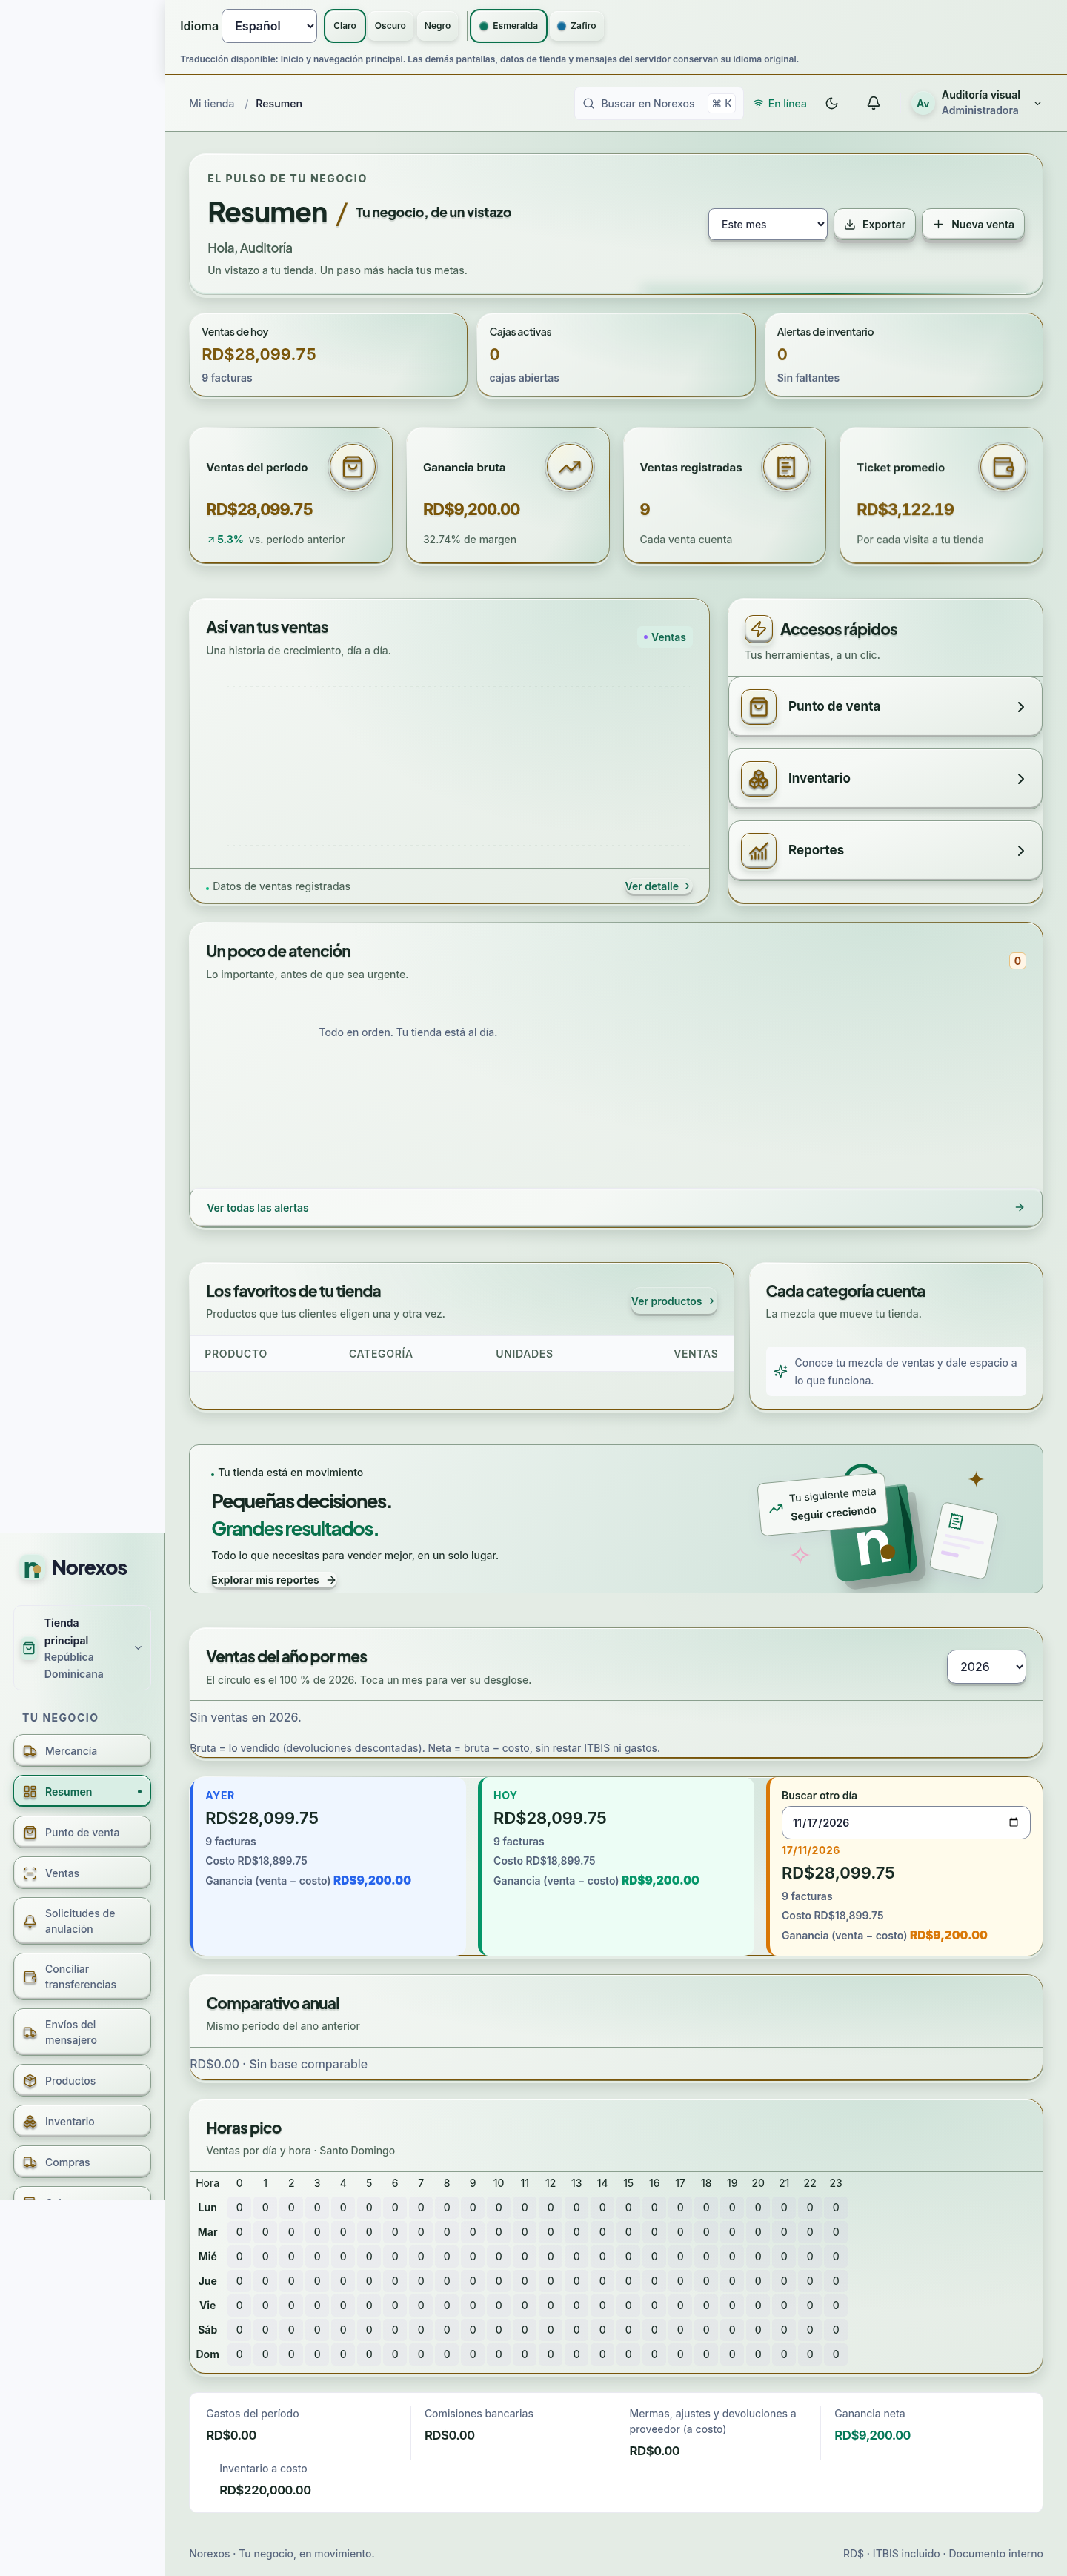 Idioma Español Claro Oscuro Negro Esmeralda Zafiro
Traducción disponible: Inicio y navegación principal. Las demás pantallas, datos de tienda y mensajes del servidor conservan su idioma original.
Mi tienda / Resumen
Buscar en Norexos ⌘ K
En línea
Av
Auditoría visual
Administradora
EL PULSO DE TU NEGOCIO
Resumen / Tu negocio, de un vistazo
Hola, Auditoría
Un vistazo a tu tienda. Un paso más hacia tus metas.
Este mes
Exportar
Nueva venta
Ventas de hoy
RD$28,099.75
9 facturas
Cajas activas
0
cajas abiertas
Alertas de inventario
0
Sin faltantes
Ventas del período
RD$28,099.75
5.3% vs. período anterior
Ganancia bruta
RD$9,200.00
32.74% de margen
Ventas registradas
9
Cada venta cuenta
Ticket promedio
RD$3,122.19
Por cada visita a tu tienda
Así van tus ventas
Una historia de crecimiento, día a día.
Ventas
Datos de ventas registradas
Ver detalle
Accesos rápidos
Tus herramientas, a un clic.
Punto de venta
Inventario
Reportes
Un poco de atención
Lo importante, antes de que sea urgente.
0
Todo en orden. Tu tienda está al día.
Ver todas las alertas
Los favoritos de tu tienda
Productos que tus clientes eligen una y otra vez.
Ver productos
PRODUCTO CATEGORÍA UNIDADES VENTAS
Cada categoría cuenta
La mezcla que mueve tu tienda.
Conoce tu mezcla de ventas y dale espacio a
lo que funciona.
Tu tienda está en movimiento
Pequeñas decisiones.
Grandes resultados.
Todo lo que necesitas para vender mejor, en un solo lugar.
Explorar mis reportes
Tu siguiente meta
Seguir creciendo
n
n Norexos
Tienda
principal
República
Dominicana
TU NEGOCIO
Mercancía
Resumen
Punto de venta
Ventas
Solicitudes de
anulación
Conciliar
transferencias
Envíos del
mensajero
Productos
Inventario
Compras
Ventas del año por mes
El círculo es el 100 % de 2026. Toca un mes para ver su desglose.
2026
Sin ventas en 2026.
Bruta = lo vendido (devoluciones descontadas). Neta = bruta − costo, sin restar ITBIS ni gastos.
AYER
RD$28,099.75
9 facturas
Costo RD$18,899.75
Ganancia (venta − costo) RD$9,200.00
HOY
RD$28,099.75
9 facturas
Costo RD$18,899.75
Ganancia (venta − costo) RD$9,200.00
Buscar otro día
11/17/2026
17/11/2026
RD$28,099.75
9 facturas
Costo RD$18,899.75
Ganancia (venta − costo) RD$9,200.00
Comparativo anual
Mismo período del año anterior
RD$0.00 · Sin base comparable
Horas pico
Ventas por día y hora · Santo Domingo
Hora 0 1 2 3 4 5 6 7 8 9 10 11 12 13 14 15 16 17 18 19 20 21 22 23
Lun 0 0 0 0 0 0 0 0 0 0 0 0 0 0 0 0 0 0 0 0 0 0 0 0
Mar 0 0 0 0 0 0 0 0 0 0 0 0 0 0 0 0 0 0 0 0 0 0 0 0
Mié 0 0 0 0 0 0 0 0 0 0 0 0 0 0 0 0 0 0 0 0 0 0 0 0
Jue 0 0 0 0 0 0 0 0 0 0 0 0 0 0 0 0 0 0 0 0 0 0 0 0
Vie 0 0 0 0 0 0 0 0 0 0 0 0 0 0 0 0 0 0 0 0 0 0 0 0
Sáb 0 0 0 0 0 0 0 0 0 0 0 0 0 0 0 0 0 0 0 0 0 0 0 0
Dom 0 0 0 0 0 0 0 0 0 0 0 0 0 0 0 0 0 0 0 0 0 0 0 0
Gastos del período
RD$0.00
Comisiones bancarias
RD$0.00
Mermas, ajustes y devoluciones a
proveedor (a costo)
RD$0.00
Ganancia neta
RD$9,200.00
Inventario a costo
RD$220,000.00
Norexos · Tu negocio, en movimiento.
RD$ · ITBIS incluido · Documento interno